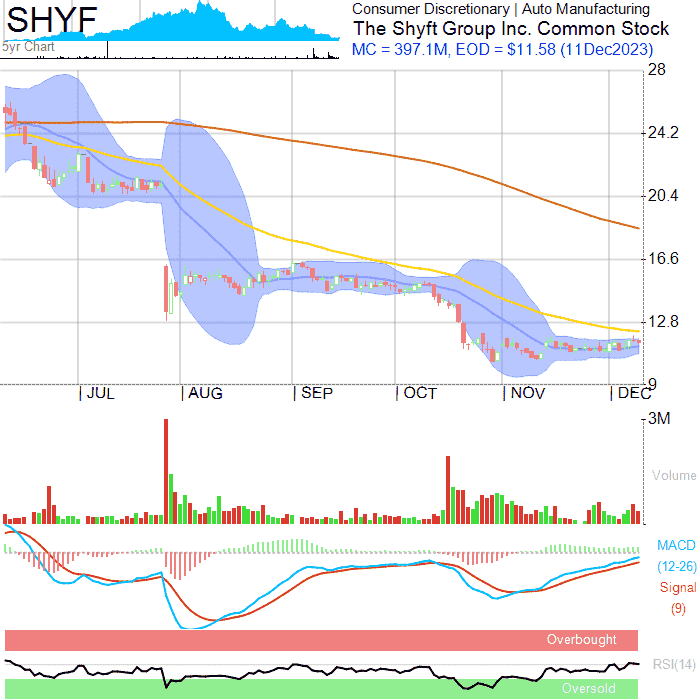 SHYF
5yr Chart
Consumer Discretionary | Auto Manufacturing
The Shyft Group Inc. Common Stock
MC = 397.1M, EOD = $11.58 (11Dec2023)
28
24.2
20.4
16.6
12.8
9
JUL AUG SEP OCT NOV DEC
3M
Volume
MACD
(12-26)
Signal
(9)
Overbought
RSI(14)
Oversold